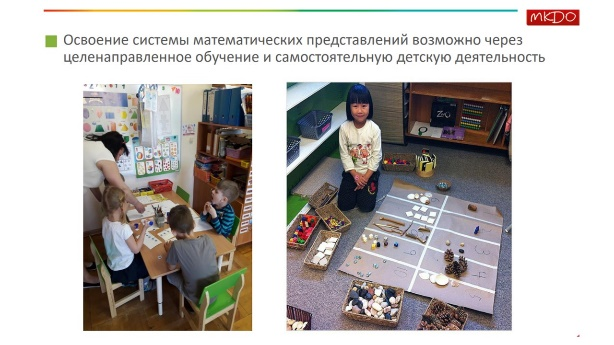 МКДО
Освоение системы математических представлений возможно через
целенаправленное обучение и самостоятельную детскую деятельность